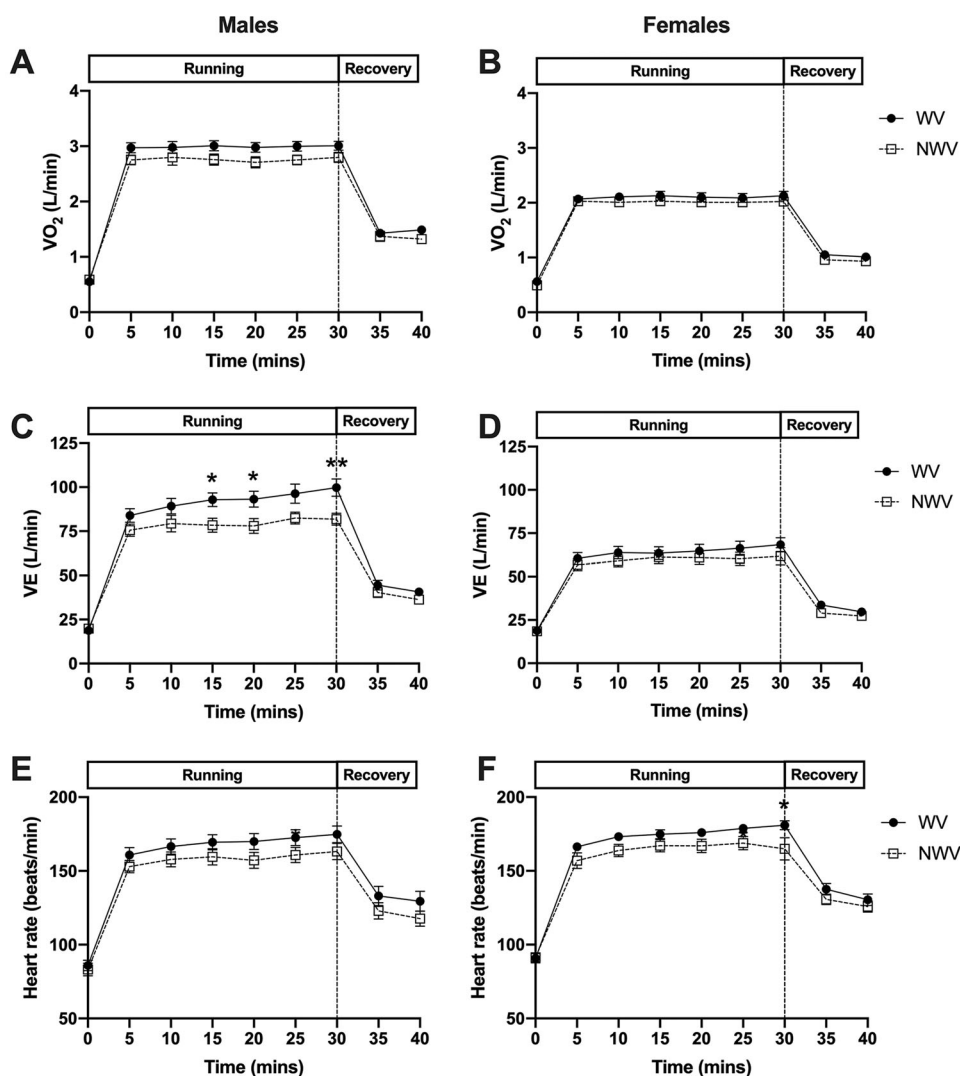 Males
Females
A
Running
Recovery
VO2 (L/min)
4
3
2
1
0
0 5 10 15 20 25 30 35 40
Time (mins)
B
Running
Recovery
VO2 (L/min)
4
3
2
1
0
0 5 10 15 20 25 30 35 40
Time (mins)
WV
NWV
C
Running
Recovery
VE (L/min)
125
100
75
50
25
0
* * **
0 5 10 15 20 25 30 35 40
Time (mins)
D
Running
Recovery
VE (L/min)
125
100
75
50
25
0
0 5 10 15 20 25 30 35 40
Time (mins)
WV
NWV
E
Running
Recovery
Heart rate (beats/min)
200
150
100
50
0 5 10 15 20 25 30 35 40
Time (mins)
F
Running
Recovery
Heart rate (beats/min)
200
150
100
50
*
0 5 10 15 20 25 30 35 40
Time (mins)
WV
NWV